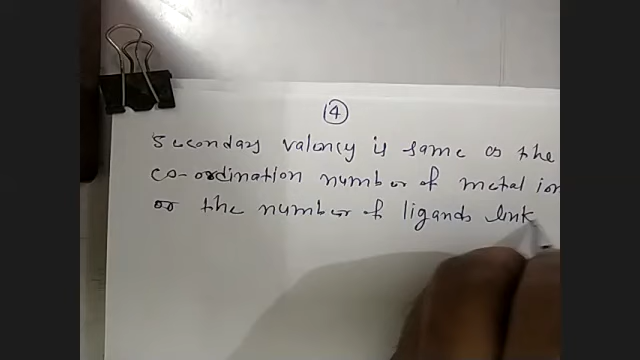 4
Secondary valency is same as the
co-ordination number of metal ion
or the number of ligands link